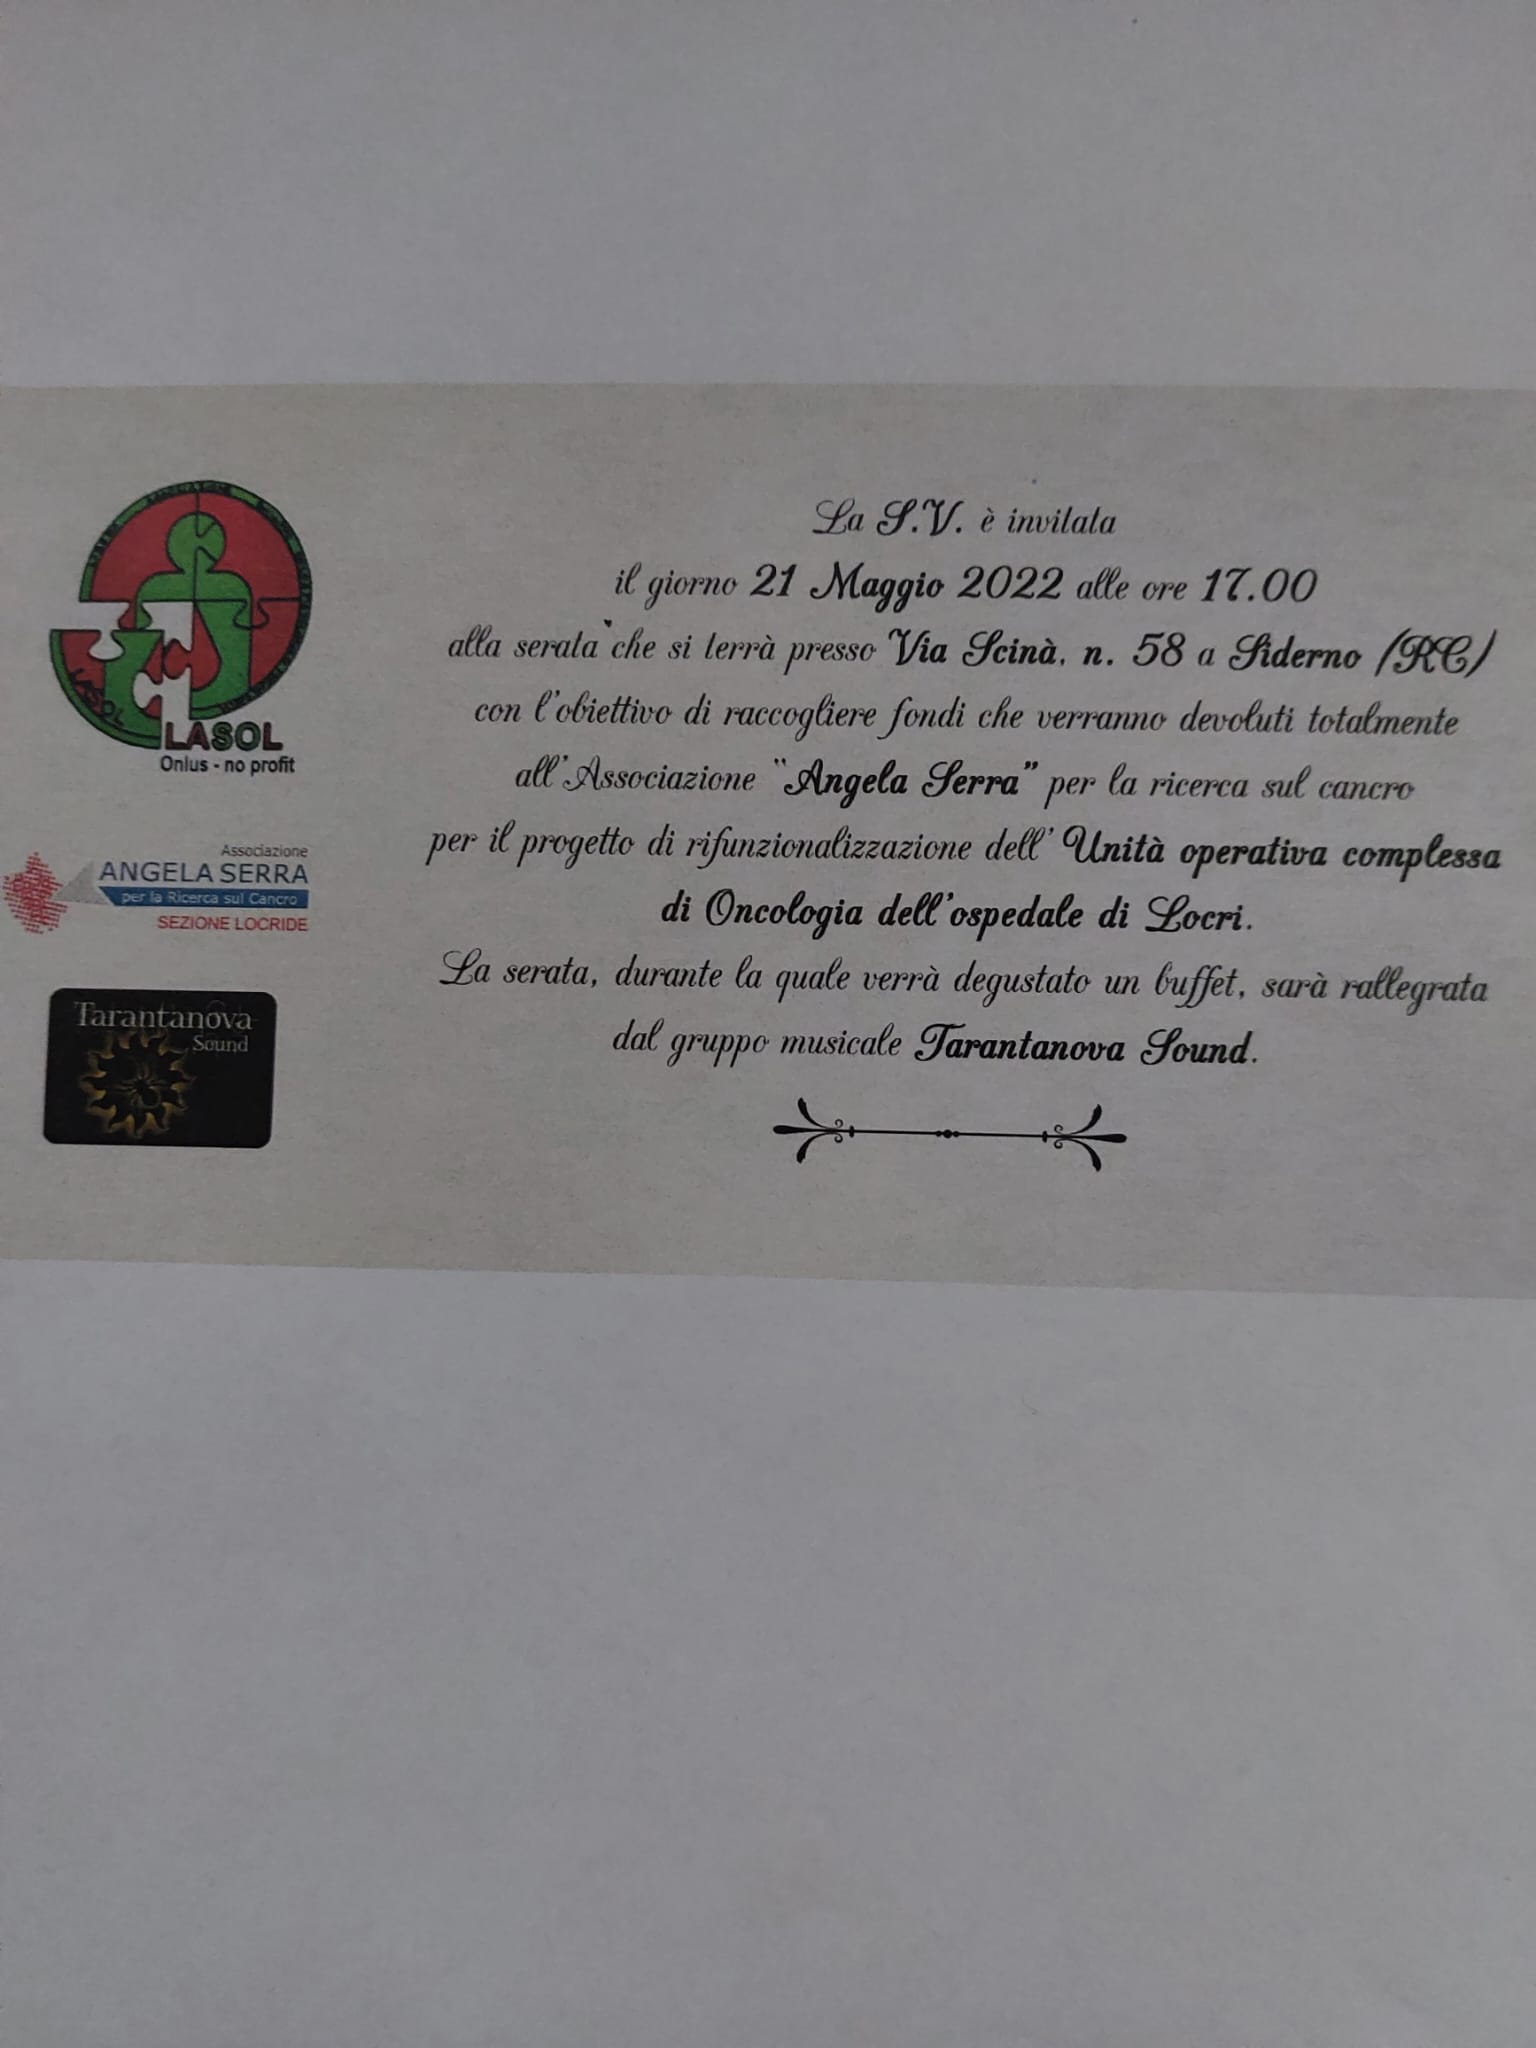 LASOL
LASOL
Onlus - no profit
Associazione
ANGELA SERRA
per la Ricerca sul Cancro
SEZIONE LOCRIDE
Tarantanova
Sound
La S.V. è invitata
il giorno 21 Maggio 2022 alle ore 17.00
alla serata che si terrà presso Via Scinà, n. 58 a Siderno (RC)
con l'obiettivo di raccogliere fondi che verranno devoluti totalmente
all'Associazione "Angela Serra" per la ricerca sul cancro
per il progetto di rifunzionalizzazione dell' Unità operativa complessa
di Oncologia dell'ospedale di Locri.
La serata, durante la quale verrà degustato un buffet, sarà rallegrata
dal gruppo musicale Tarantanova Sound.